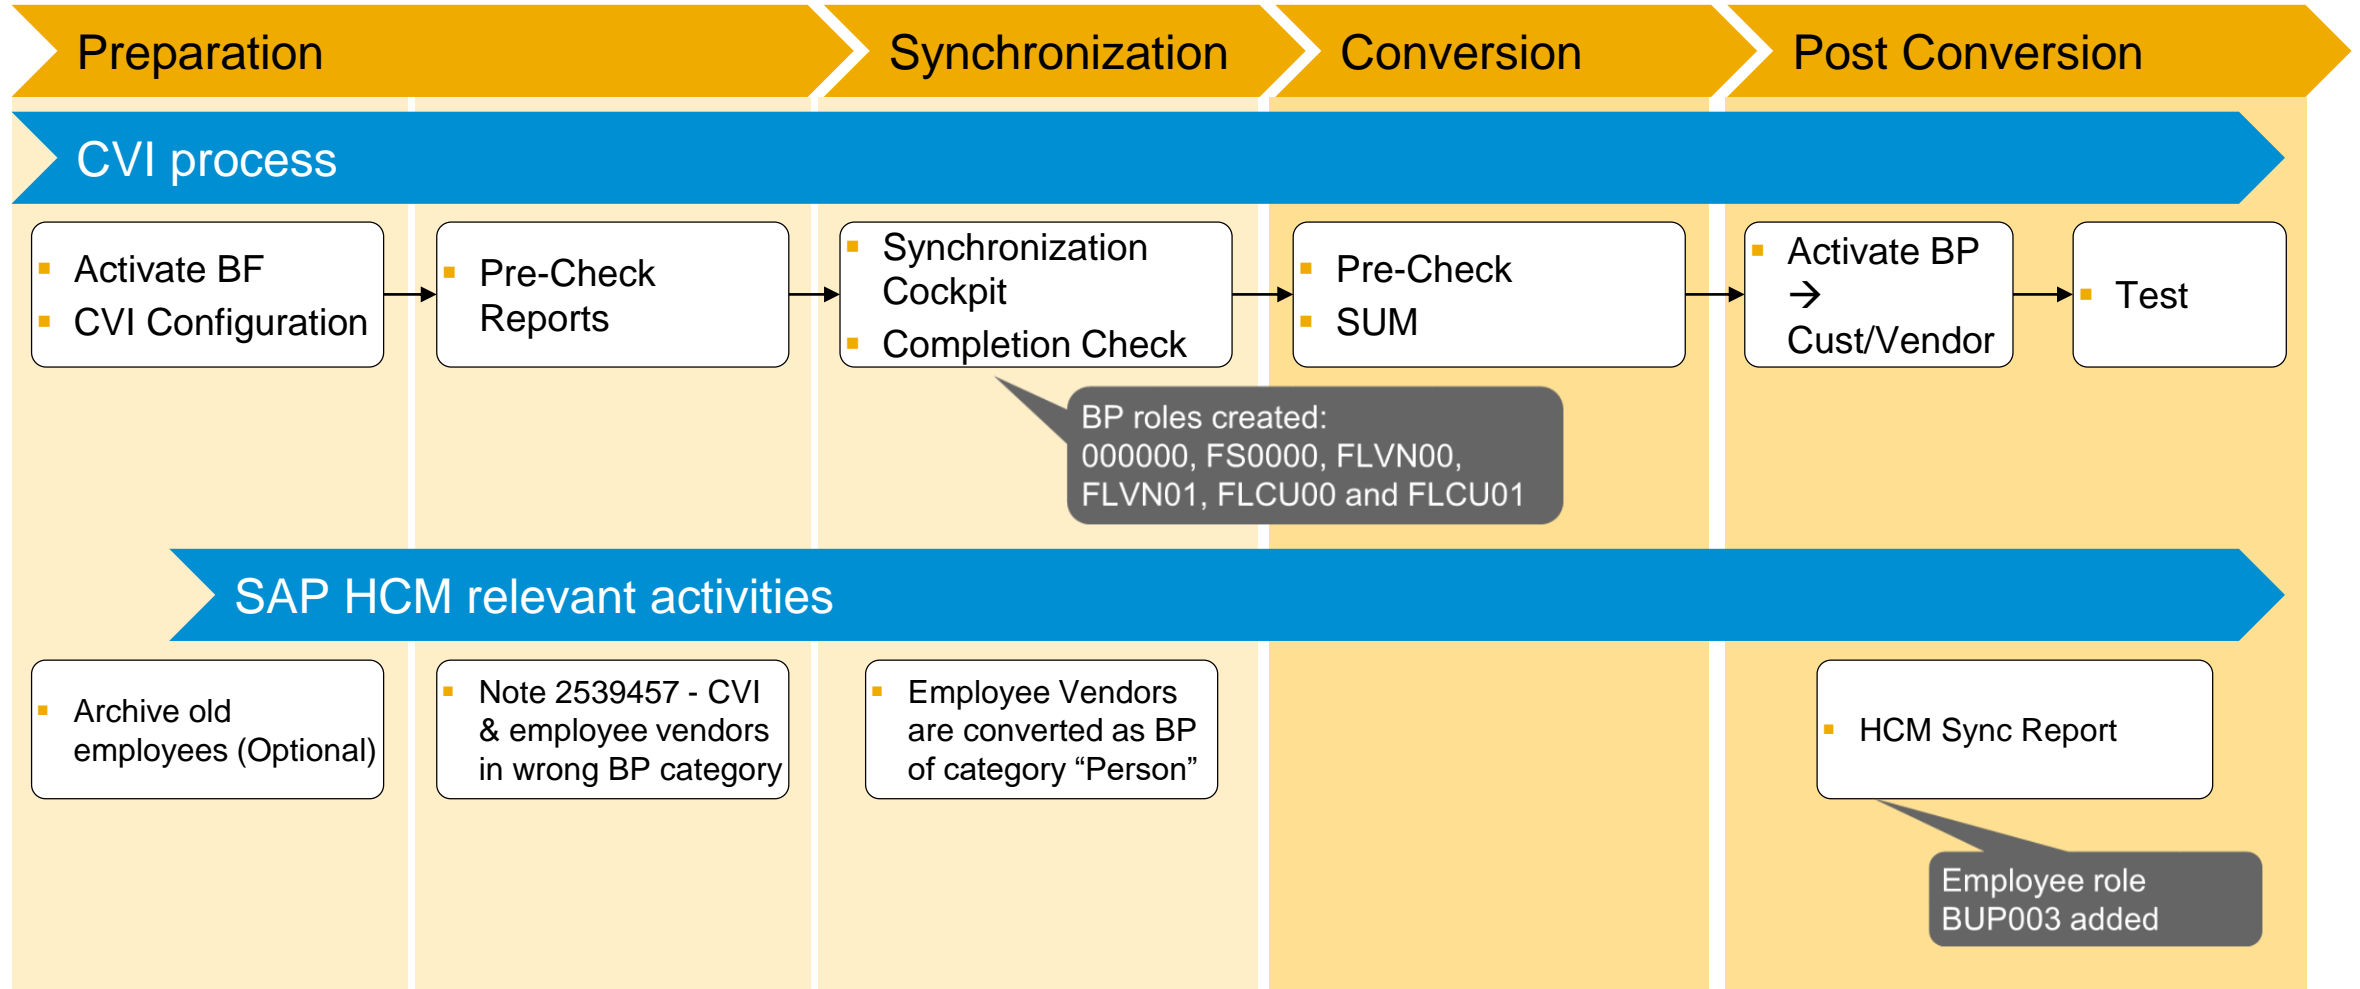 Preparation
Synchronization
Conversion
Post Conversion
CVI process
Activate BF
CVI Configuration
Pre-Check
Reports
Synchronization
Cockpit
Completion Check
Pre-Check
SUM
Activate BP
→
Cust/Vendor
Test
BP roles created:
000000, FS0000, FLVN00,
FLVN01, FLCU00 and FLCU01
SAP HCM relevant activities
Archive old
employees (Optional)
Note 2539457 - CVI
& employee vendors
in wrong BP category
Employee Vendors
are converted as BP
of category “Person”
HCM Sync Report
Employee role
BUP003 added